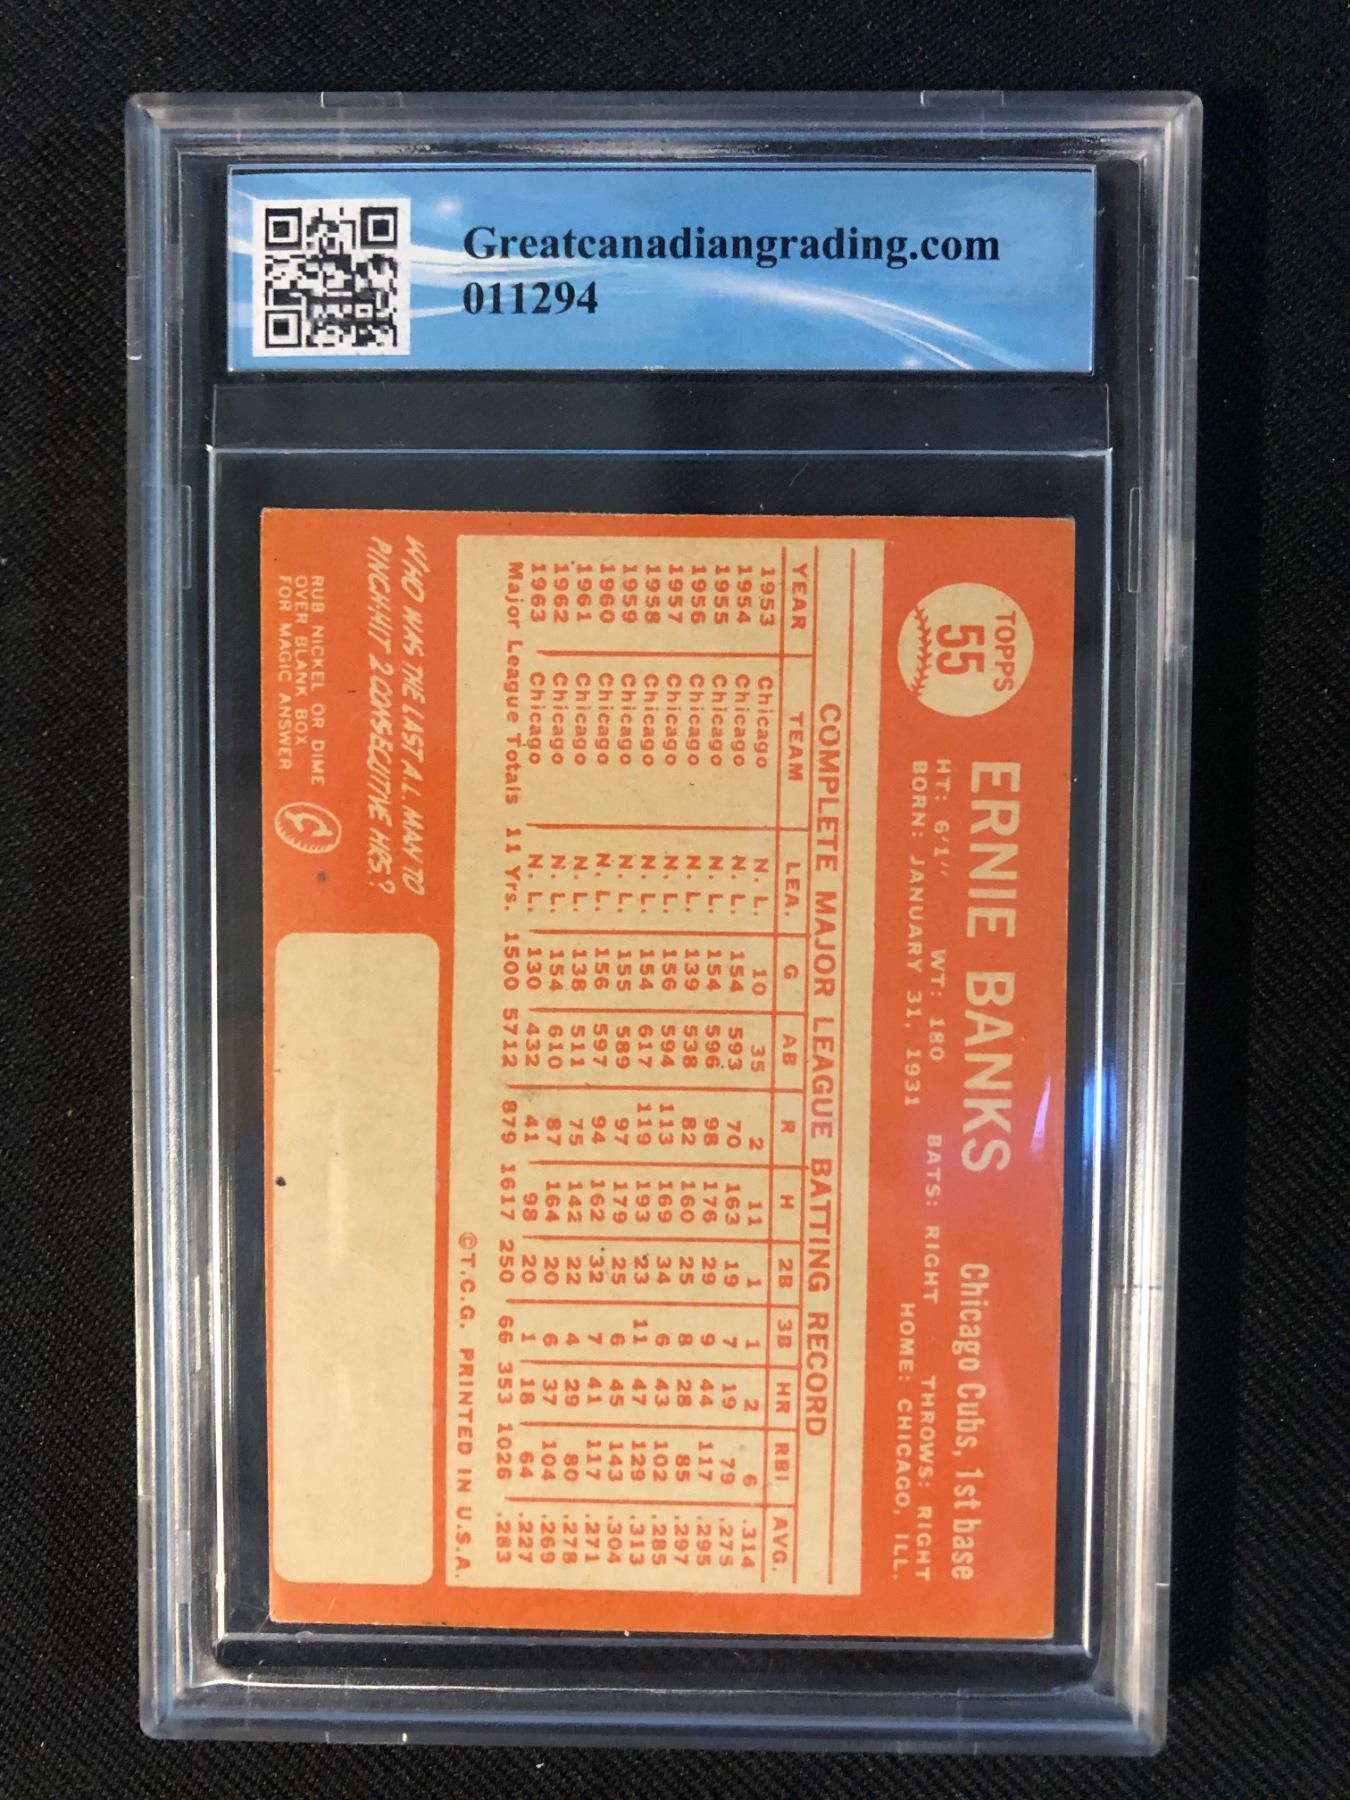 Greatcanadiangrading.com
011294
TOPPS
55
ERNIE BANKS Chicago Cubs, 1st base
HT: 6'1" WT: 180 BATS: RIGHT THROWS: RIGHT
BORN: JANUARY 31, 1931 HOME: CHICAGO, ILL.
COMPLETE MAJOR LEAGUE BATTING RECORD
YEAR TEAM LEA. G AB R H 2B 3B HR RBI AVG.
1953 Chicago N. L. 10 35 2 11 1 1 2 6 .314
1954 Chicago N. L. 154 593 70 163 19 7 19 79 .275
1955 Chicago N. L. 154 596 98 176 29 9 44 117 .295
1956 Chicago N. L. 139 538 82 160 25 8 28 85 .297
1957 Chicago N. L. 156 594 113 169 34 6 43 102 .285
1958 Chicago N. L. 154 617 119 193 23 11 47 129 .313
1959 Chicago N. L. 155 589 97 179 25 6 45 143 .304
1960 Chicago N. L. 156 597 94 162 32 7 41 117 .271
1961 Chicago N. L. 138 511 75 142 22 4 29 80 .278
1962 Chicago N. L. 154 610 87 164 20 6 37 104 .269
1963 Chicago N. L. 130 432 41 98 20 1 18 64 .227
Major League Totals 11 Yrs. 1500 5712 879 1617 250 66 353 1026 .283
©T.C.G. PRINTED IN U.S.A.
WHO WAS THE LAST A.L. MAN TO
PINCH-HIT 2 CONSECUTIVE HRS?
RUB NICKEL OR DIME
OVER BLANK BOX
FOR MAGIC ANSWER